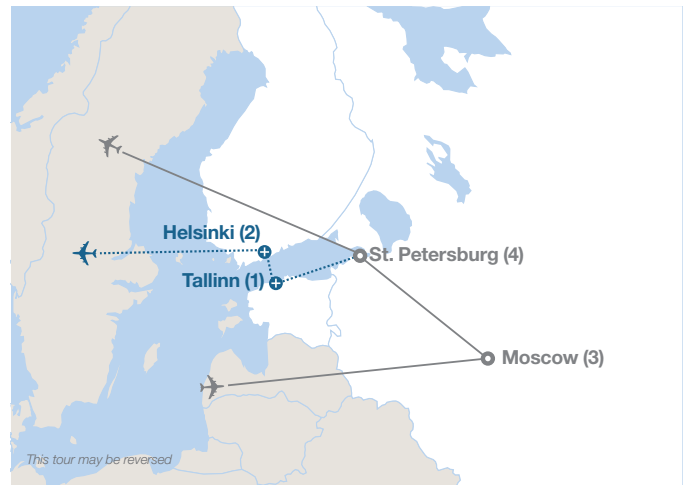 Helsinki (2)
St. Petersburg (4)
Tallinn (1)
Moscow (3)
This tour may be reversed